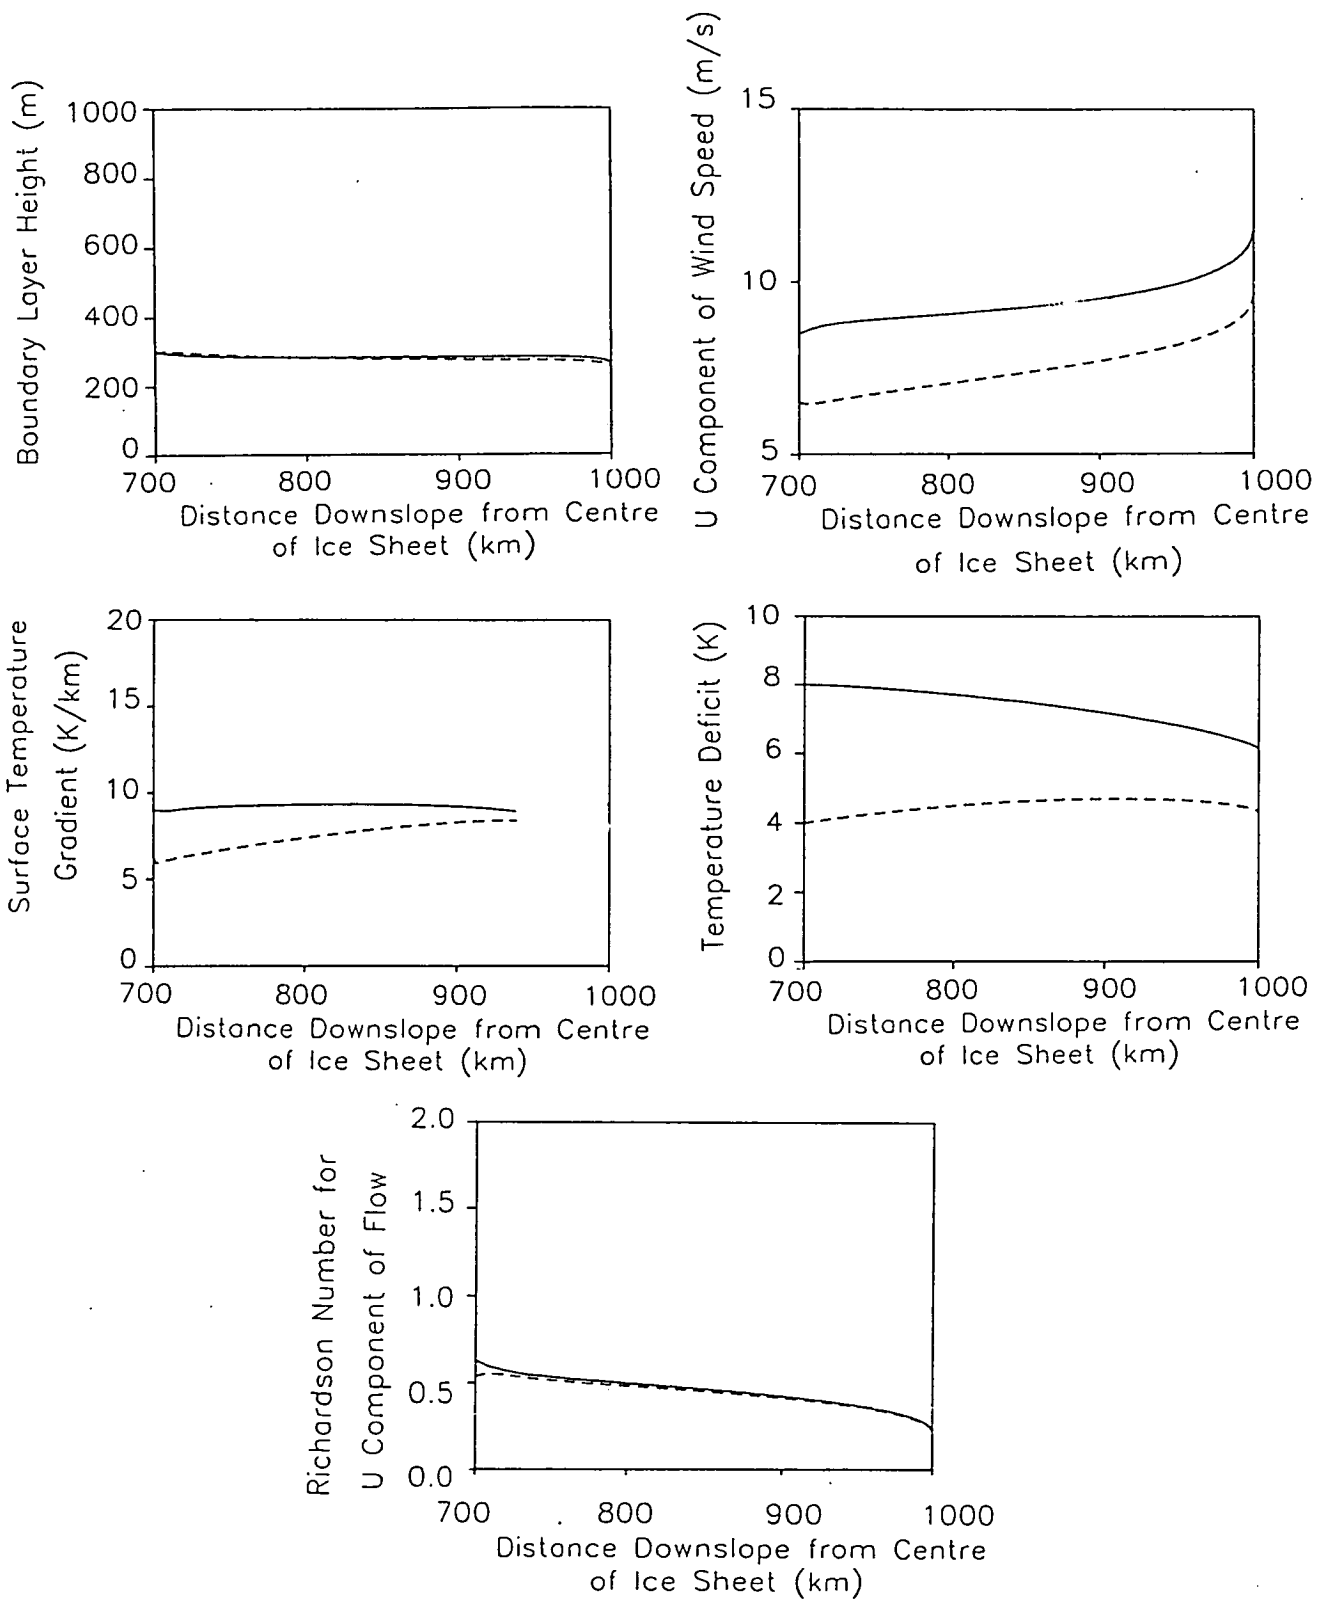 Boundary Layer Height (m)
1000
800
600
400
200
0
700 800 900 1000
Distance Downslope from Centre
of Ice Sheet (km)
U Component of Wind Speed (m/s)
15
10
5
700 800 900 1000
Distance Downslope from Centre
of Ice Sheet (km)
Surface Temperature
Gradient (K/km)
20
15
10
5
0
700 800 900 1000
Distance Downslope from Centre
of Ice Sheet (km)
Temperature Deficit (K)
10
8
6
4
2
0
700 800 900 1000
Distance Downslope from Centre
of Ice Sheet (km)
Richardson Number for
U Component of Flow
2.0
1.5
1.0
0.5
0.0
700 800 900 1000
Distance Downslope from Centre
of Ice Sheet (km)